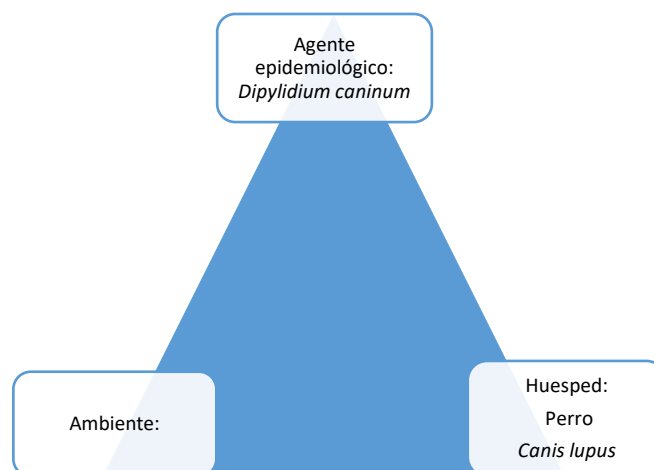 Agente
epidemiológico:
Dipylidium caninum
Ambiente:
Huesped:
Perro
Canis lupus